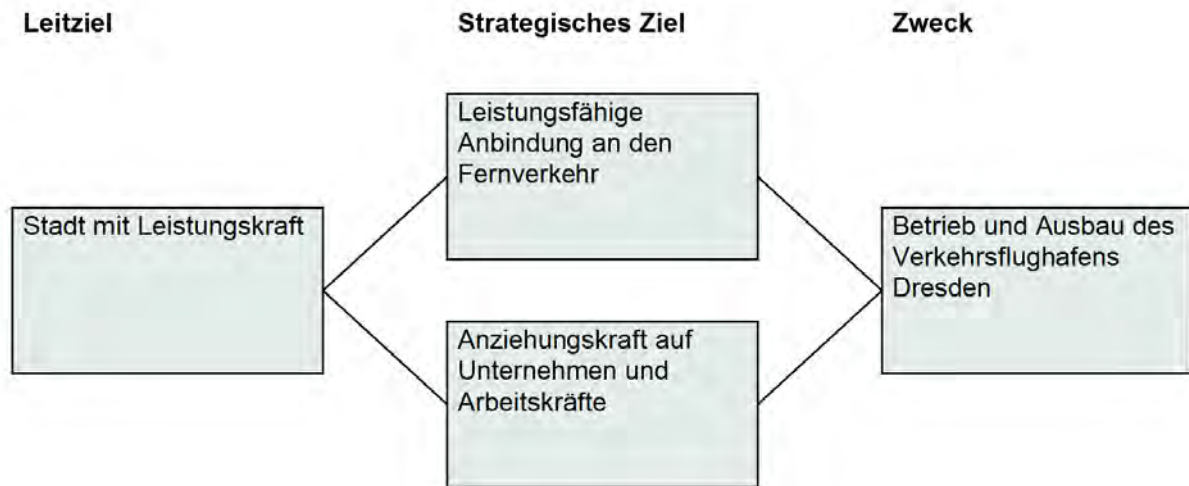 Leitziel
Strategisches Ziel
Zweck
Stadt mit Leistungskraft
Leistungsfähige
Anbindung an den
Fernverkehr
Anziehungskraft auf
Unternehmen und
Arbeitskräfte
Betrieb und Ausbau des
Verkehrsflughafens
Dresden